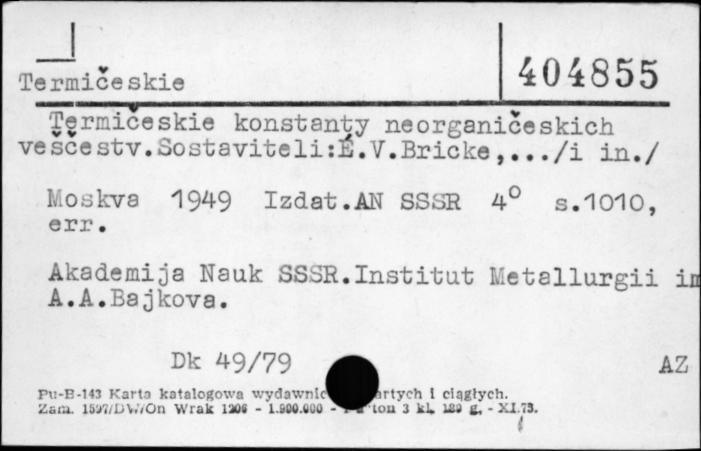 404855
Termičeskie
Termičeskie konstanty neorganičeskich
veščestv.Sostaviteli:É.V.Bricke,.../i in./
Moskva 1949 Izdat.AN SSSR 4° s.1010,
err.
Akademija Nauk SSSR.Institut Metallurgii im
A.A.Bajkova.
Dk 49/79 AZ
Pu-B-143 Karta katalogowa wydawnic artych i ciągłych.
Zam. 1597/DW/On Wrak 1206 - 1.900.000 - ton 3 kl. 180 g. - XI.73.